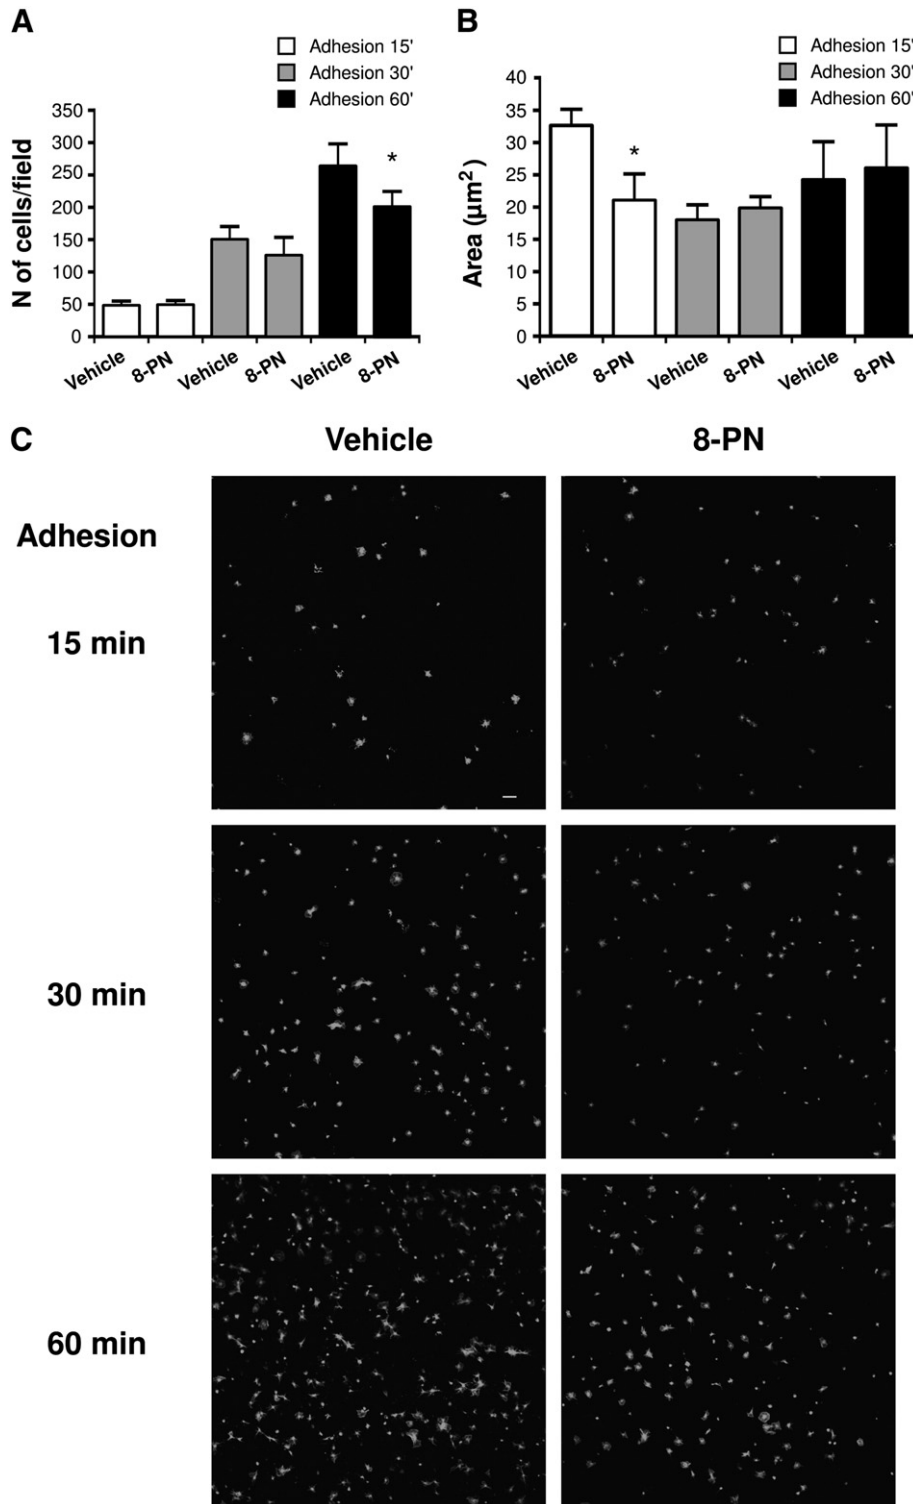 A
Adhesion 15'
Adhesion 30'
Adhesion 60'
N of cells/field
350
300
250
200
150
100
50
0
*
Vehicle
8-PN
Vehicle
8-PN
Vehicle
8-PN
B
Adhesion 15'
Adhesion 30'
Adhesion 60'
Area (µm²)
40
35
30
25
20
15
10
5
0
*
Vehicle
8-PN
Vehicle
8-PN
Vehicle
8-PN
C
Vehicle
8-PN
Adhesion
15 min
30 min
60 min